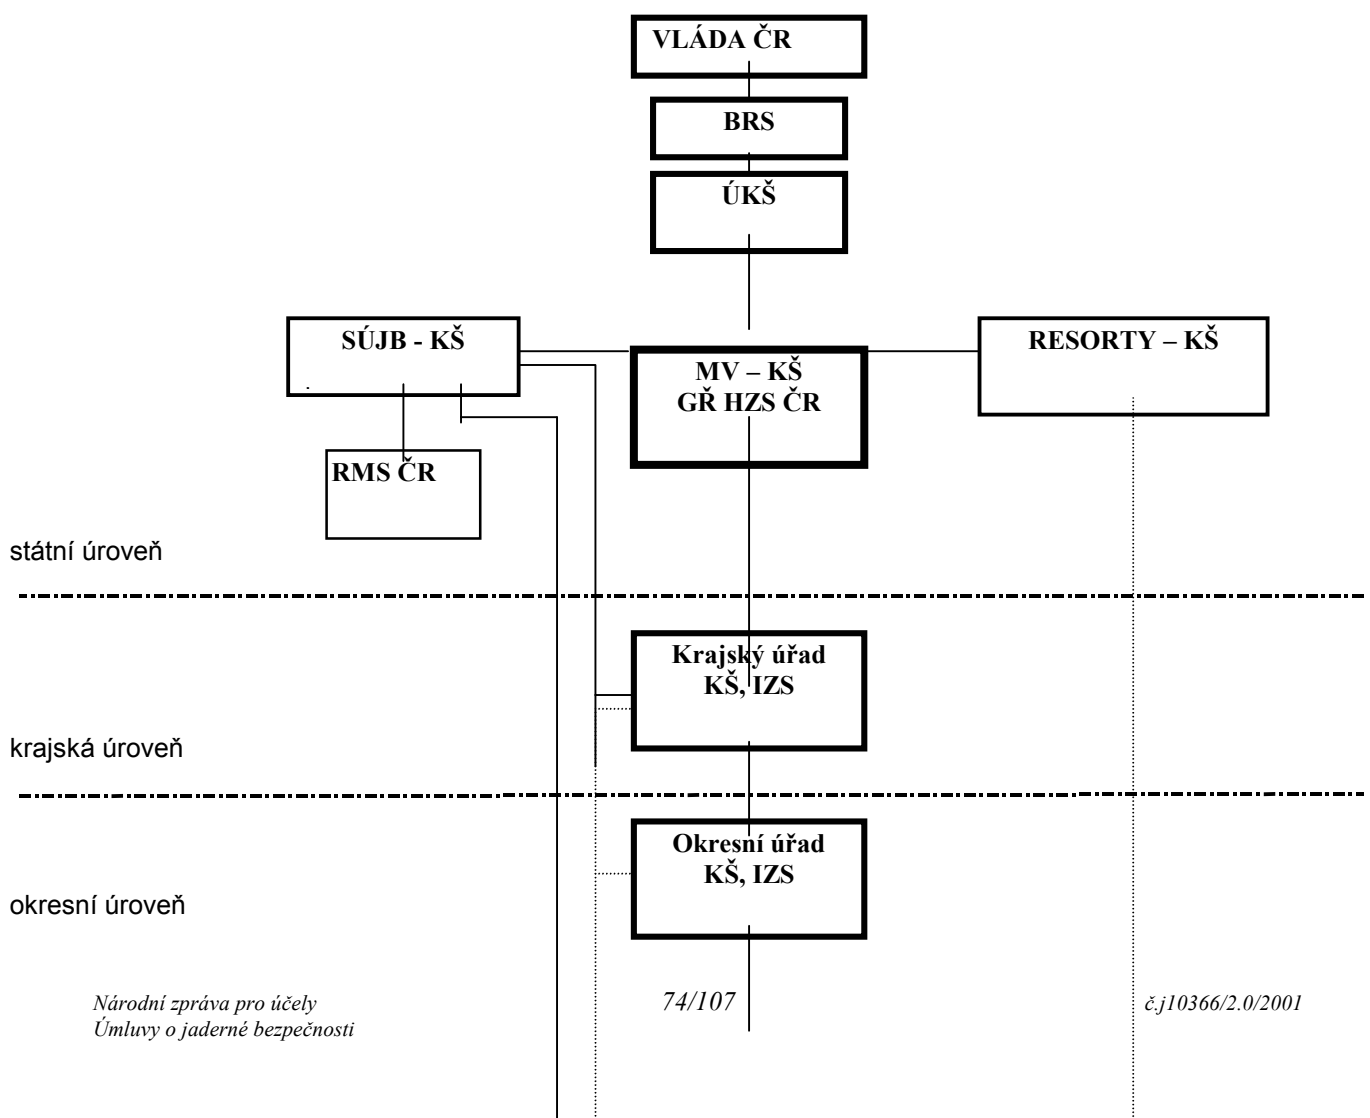 VLÁDA ČR
BRS
ÚKŠ
SÚJB - KŠ
.
MV – KŠ
GŘ HZS ČR
RESORTY – KŠ
RMS ČR
státní úroveň
Krajský úřad
KŠ, IZS
krajská úroveň
Okresní úřad
KŠ, IZS
okresní úroveň
Národní zpráva pro účely
Úmluvy o jaderné bezpečnosti
74/107
č.j10366/2.0/2001